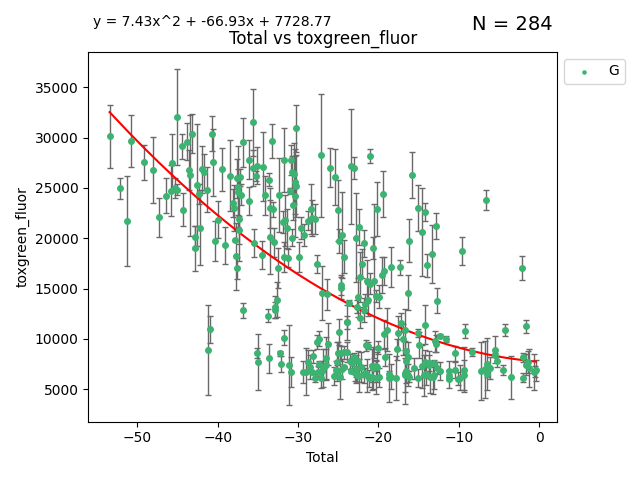 y = 7.43x^2 + -66.93x + 7728.77
N = 284
Total vs toxgreen_fluor
G
toxgreen_fluor
35000
30000
25000
20000
15000
10000
5000
−50 −40 −30 −20 −10 0
Total